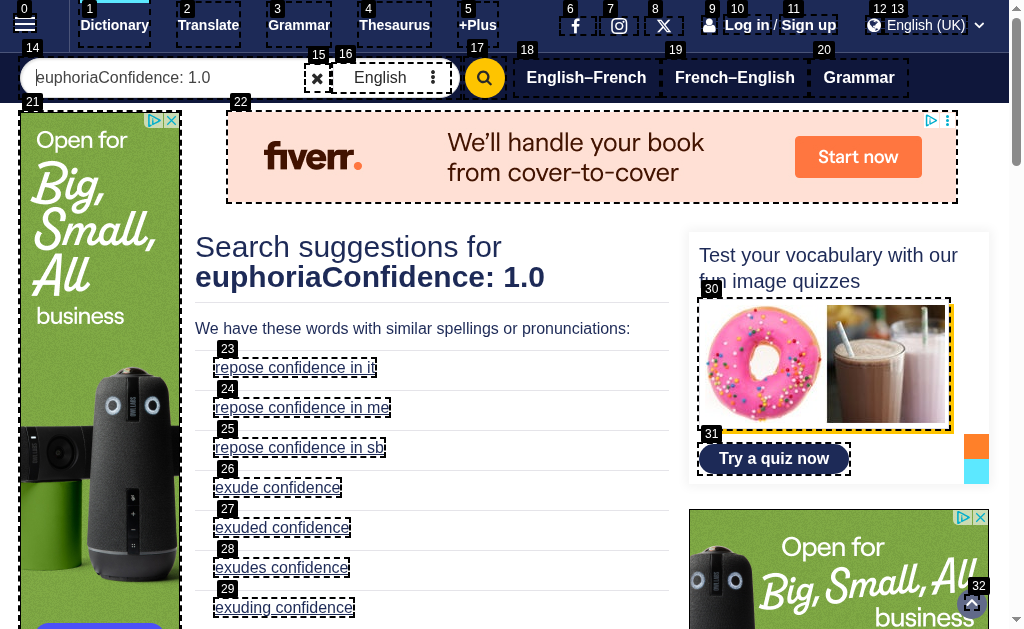 0 1 2 3 4 5 6 7 8 9 10 11 12 13
Dictionary Translate Grammar Thesaurus +Plus Log in / Sign up English (UK)
14 15 16 17 18 19 20
euphoriaConfidence: 1.0 English English–French French–English Grammar
21 22
Open for
Big,
Small,
All
business
fiverr.
We'll handle your book
from cover-to-cover
Start now
Search suggestions for
euphoriaConfidence: 1.0
We have these words with similar spellings or pronunciations:
23
repose confidence in it
24
repose confidence in me
25
repose confidence in sb
26
exude confidence
27
exuded confidence
28
exudes confidence
29
exuding confidence
Test your vocabulary with our
fun image quizzes
30
31
Try a quiz now
Open for
Big, Small, All
business
32